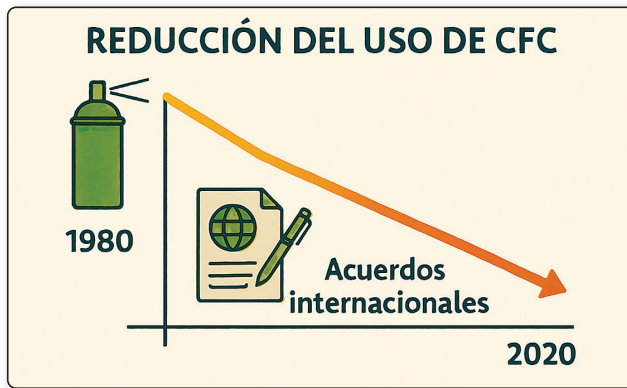 REDUCCIÓN DEL USO DE CFC
1980
Acuerdos
internacionales
2020